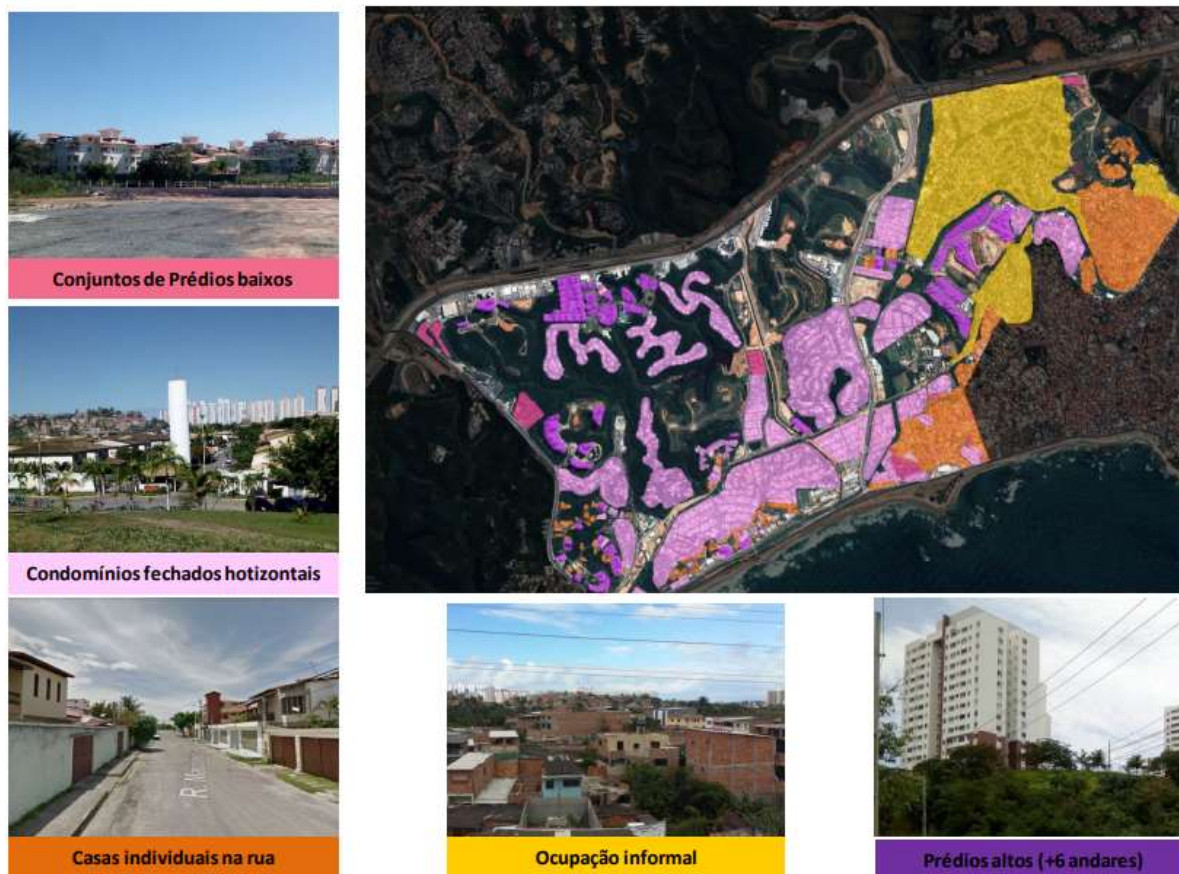 Conjuntos de Prédios baixos
Condomínios fechados hotizontais
Casas individuais na rua
Ocupação informal
Prédios altos (+6 andares)